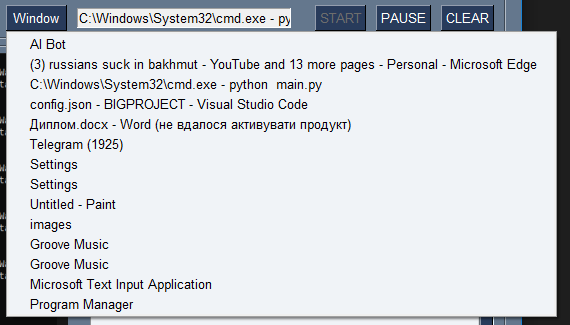 Window C:\Windows\System32\cmd.exe - py START PAUSE CLEAR
AI Bot
(3) russians suck in bakhmut - YouTube and 13 more pages - Personal - Microsoft Edge
C:\Windows\System32\cmd.exe - python  main.py
config.json - BIGPROJECT - Visual Studio Code
Диплом.docx - Word (не вдалося активувати продукт)
Telegram (1925)
Settings
Settings
Untitled - Paint
images
Groove Music
Groove Music
Microsoft Text Input Application
Program Manager